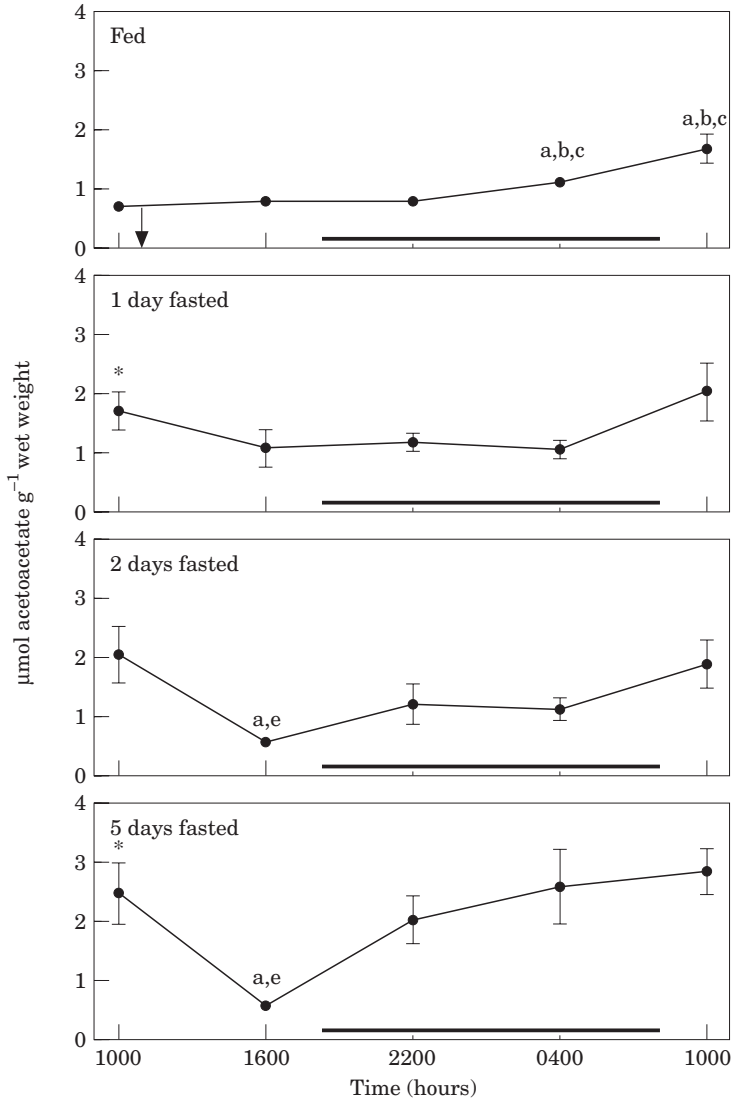 µmol acetoacetate g⁻¹ wet weight
4
Fed
3
2
a,b,c
a,b,c
1
0
4
1 day fasted
3
*
2
1
0
4
2 days fasted
3
2
a,e
1
0
4
5 days fasted
*
3
2
a,e
1
0
1000 1600 2200 0400 1000
Time (hours)